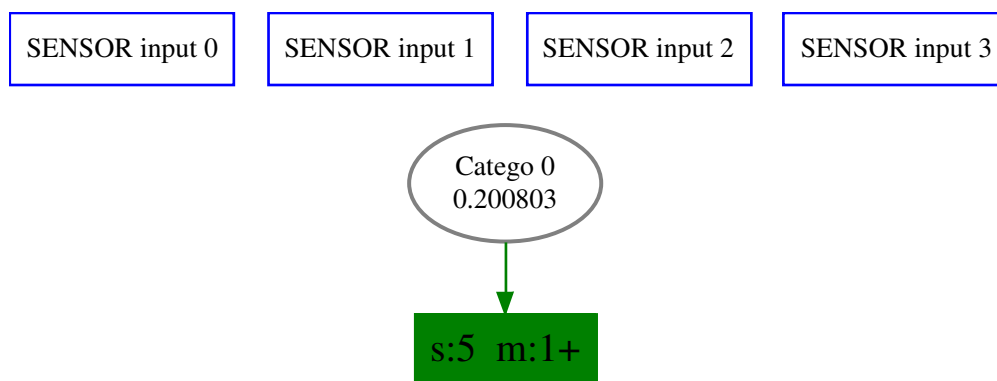 SENSOR input 0
SENSOR input 1
SENSOR input 2
SENSOR input 3
Catego 0
0.200803
s:5 m:1+